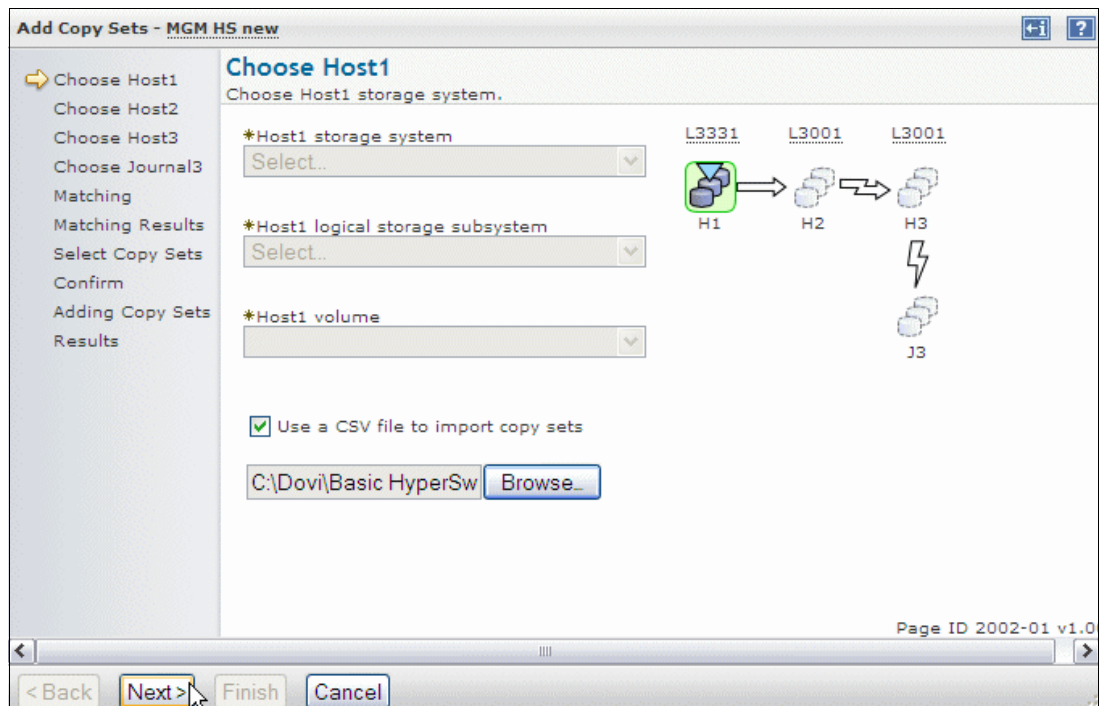 Add Copy Sets - MGM HS new
?
Choose Host1
Choose Host2
Choose Host3
Choose Journal3
Matching
Matching Results
Select Copy Sets
Confirm
Adding Copy Sets
Results
Choose Host1
Choose Host1 storage system.
*Host1 storage system
Select...
*Host1 logical storage subsystem
Select...
*Host1 volume
Use a CSV file to import copy sets
C:\Dovi\Basic HyperSw
Browse...
L3331 L3001 L3001
H1 H2 H3
J3
Page ID 2002-01 v1.0
< Back Next > Finish Cancel